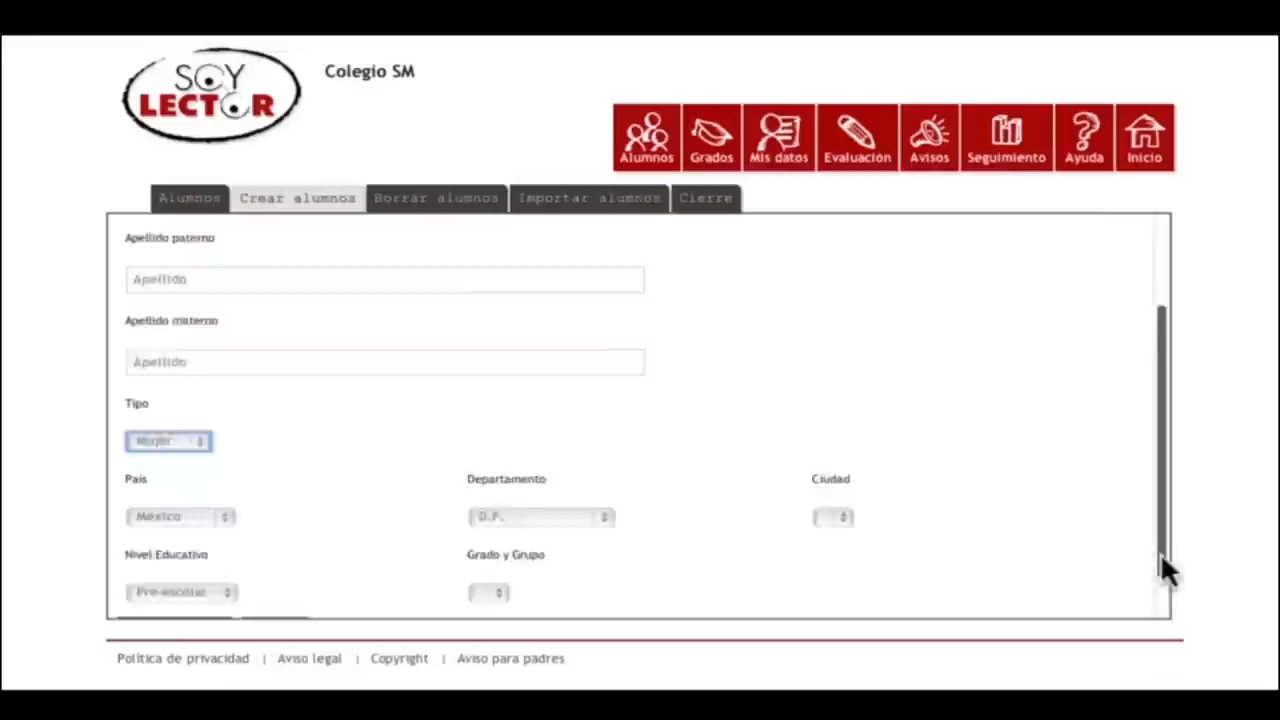 SOY
LECTOR
Colegio SM
Alumnos Grados Mis datos Evaluación Avisos Seguimiento Ayuda Inicio
Alumnos Crear alumnos Borrar alumnos Importar alumnos Cierre
Apellido paterno
Apellido
Apellido materno
Apellido
Tipo
Mujer
País Departamento Ciudad
México D.F.
Nivel Educativo Grado y Grupo
Pre-escolar
Política de privacidad | Aviso legal | Copyright | Aviso para padres